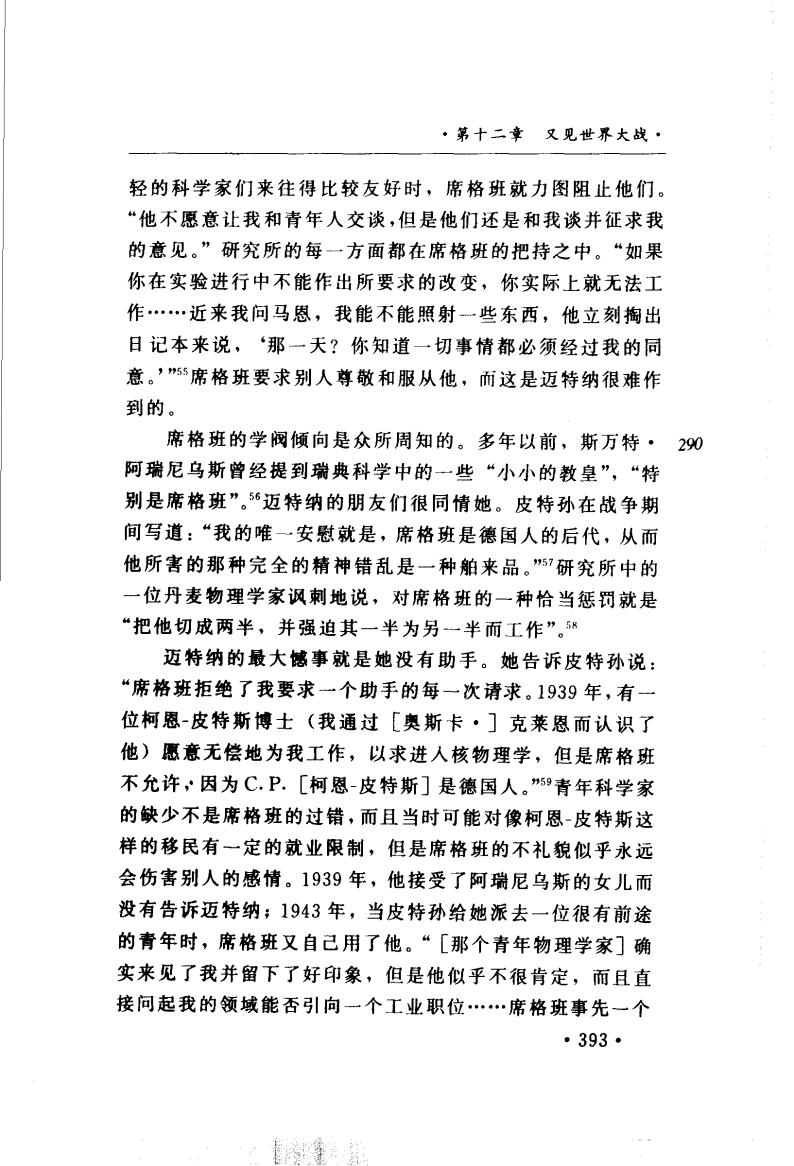 ·第十二章 又见世界大战·
轻的科学家们来往得比较友好时，席格班就力图阻止他们。
“他不愿意让我和青年人交谈，但是他们还是和我谈并征求我
的意见。”研究所的每一方面都在席格班的把持之中。“如果
你在实验进行中不能作出所要求的改变，你实际上就无法工
作……近来我问马恩，我能不能照射一些东西，他立刻掏出
日记本来说，‘那一天？你知道一切事情都必须经过我的同
意。’”55席格班要求别人尊敬和服从他，而这是迈特纳很难作
到的。
席格班的学阀倾向是众所周知的。多年以前，斯万特·
290
阿瑞尼乌斯曾经提到瑞典科学中的一些“小小的教皇”，“特
别是席格班”。56迈特纳的朋友们很同情她。皮特孙在战争期
间写道：“我的唯一安慰就是，席格班是德国人的后代，从而
他所害的那种完全的精神错乱是一种舶来品。”57研究所中的
一位丹麦物理学家讽刺地说，对席格班的一种恰当惩罚就是
“把他切成两半，并强迫其一半为另一半而工作”。58
迈特纳的最大憾事就是她没有助手。她告诉皮特孙说：
“席格班拒绝了我要求一个助手的每一次请求。1939年，有一
位柯恩-皮特斯博士（我通过［奥斯卡·］克莱恩而认识了
他）愿意无偿地为我工作，以求进入核物理学，但是席格班
不允许，因为C.P.［柯恩-皮特斯］是德国人。”59青年科学家
的缺少不是席格班的过错，而且当时可能对像柯恩-皮特斯这
样的移民有一定的就业限制，但是席格班的不礼貌似乎永远
会伤害别人的感情。1939年，他接受了阿瑞尼乌斯的女儿而
没有告诉迈特纳；1943年，当皮特孙给她派去一位很有前途
的青年时，席格班又自己用了他。“［那个青年物理学家］确
实来见了我并留下了好印象，但是他似乎不很肯定，而且直
接问起我的领域能否引向一个工业职位……席格班事先一个
·393·